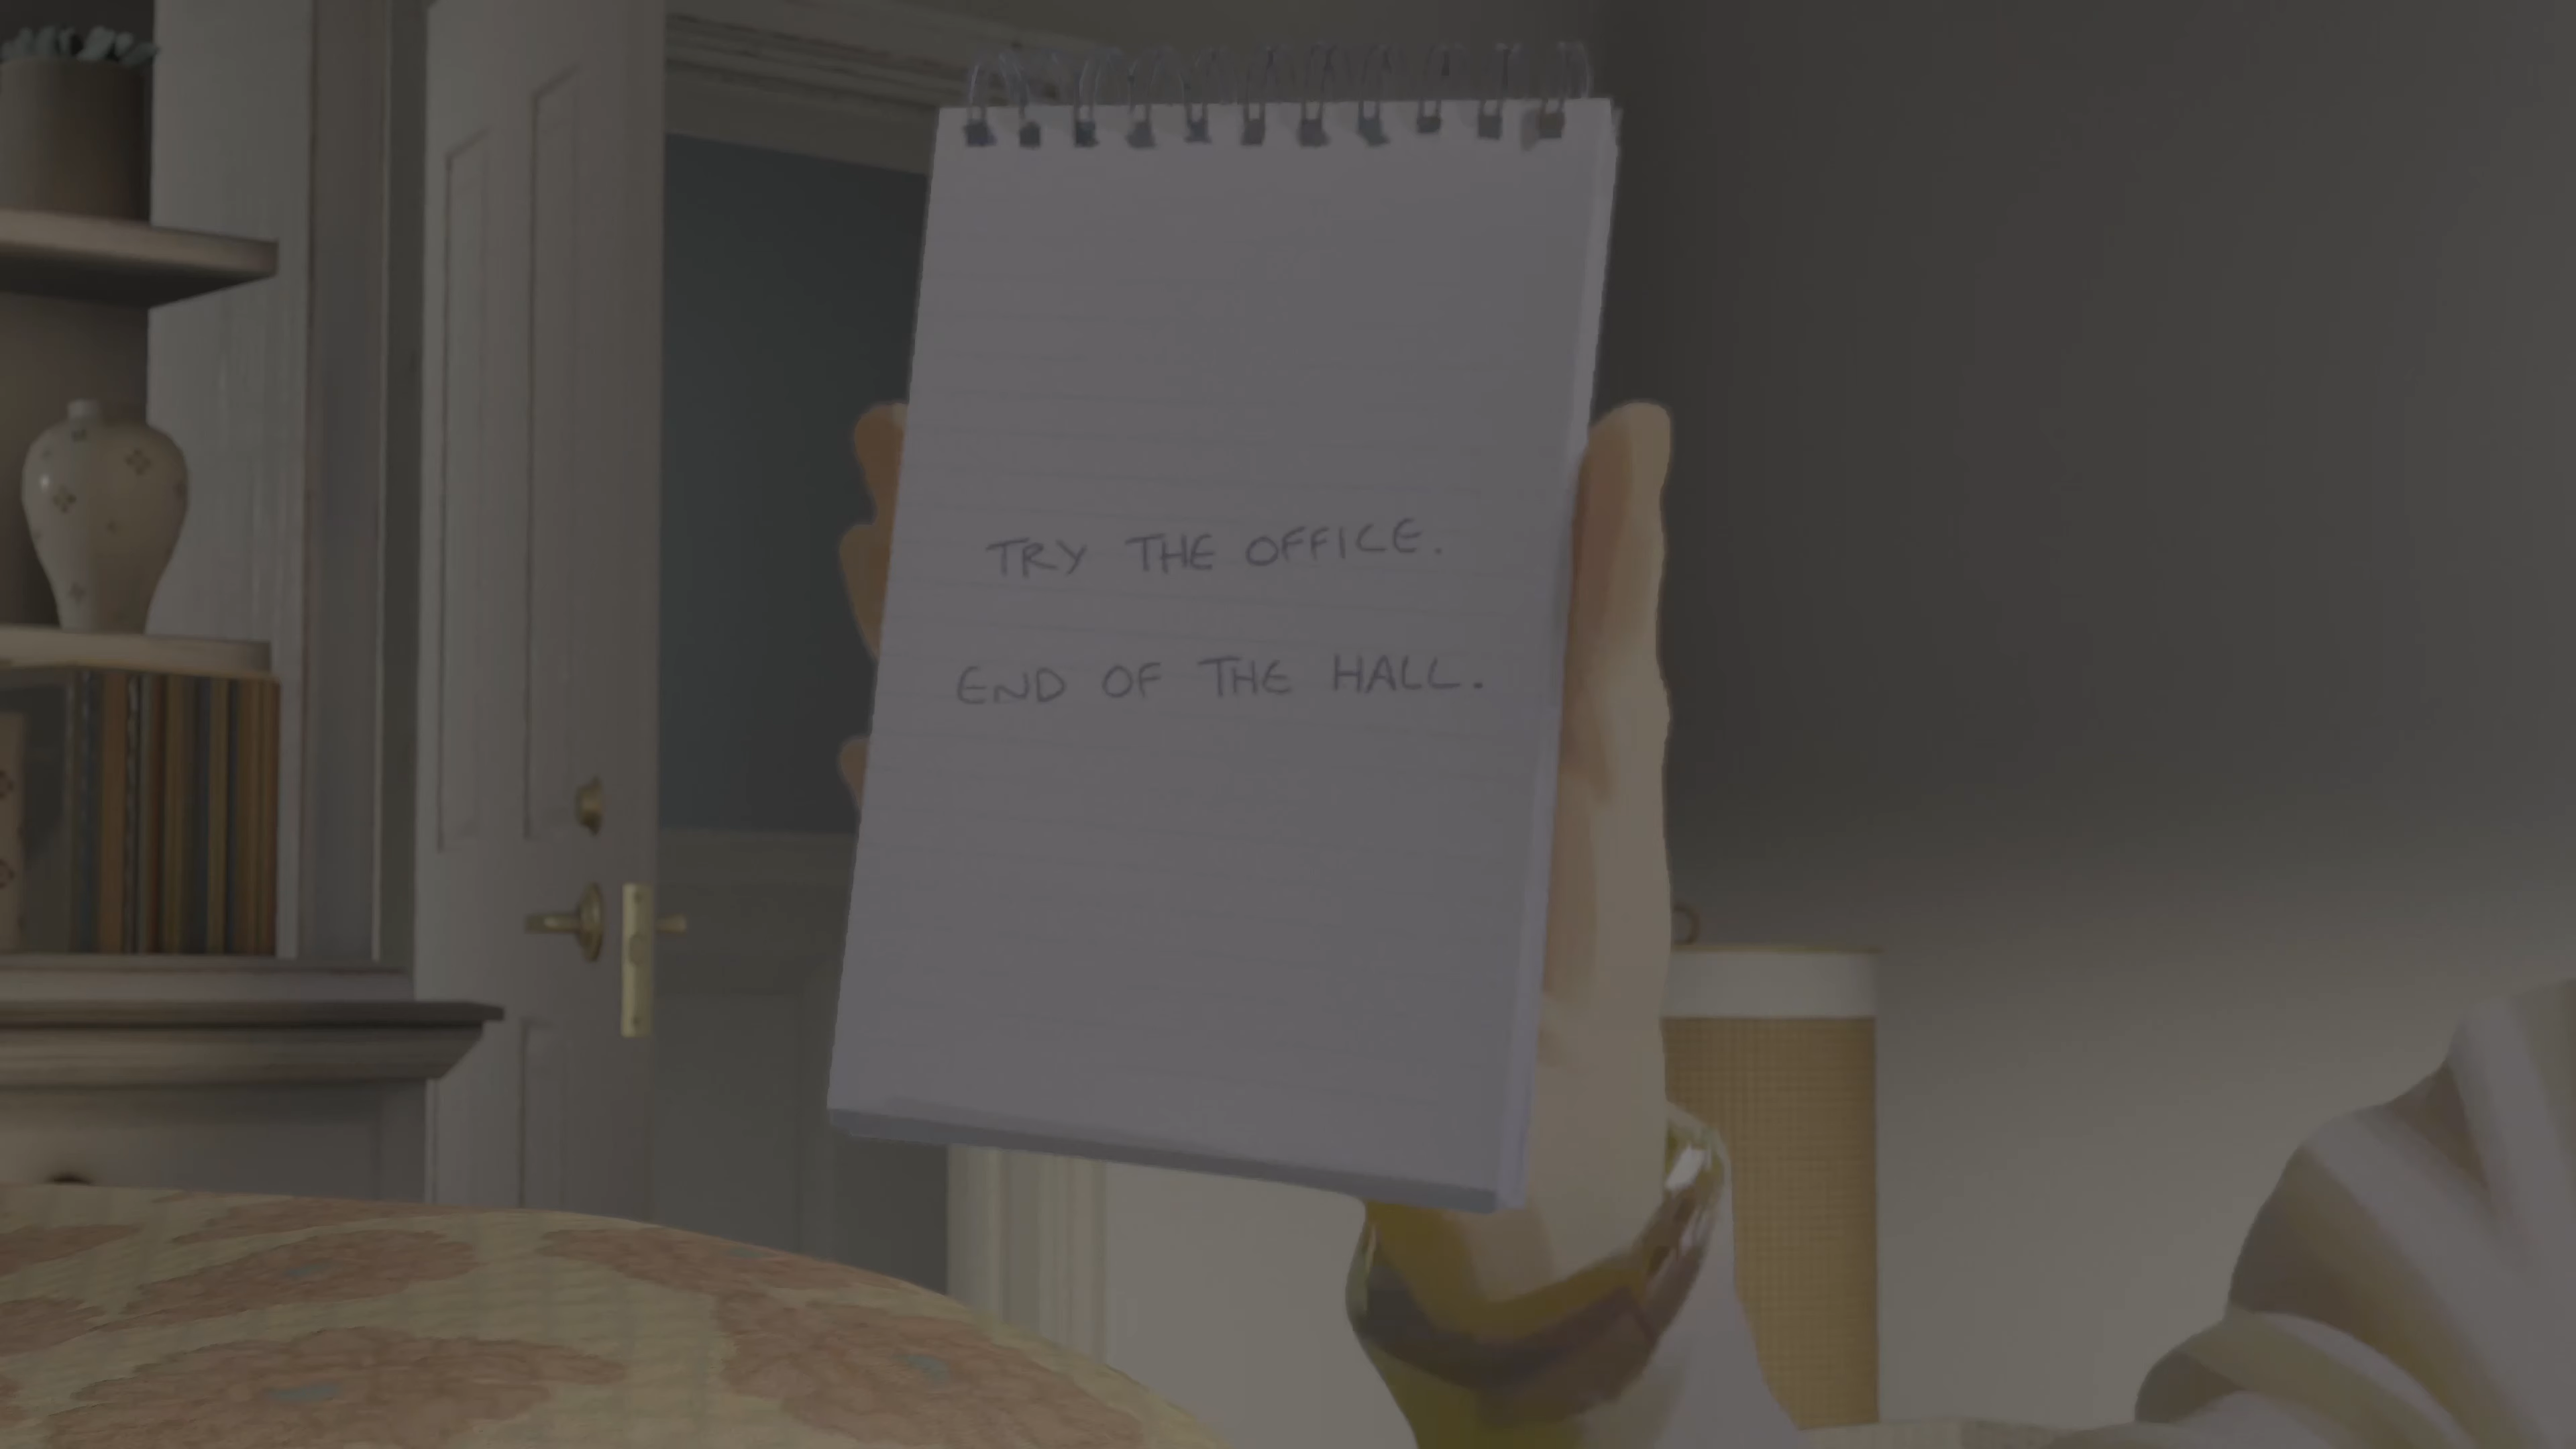 TRY THE OFFICE.
END OF THE HALL.